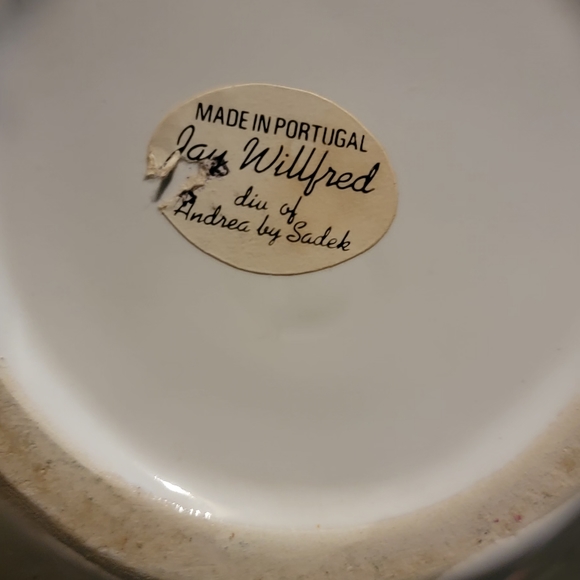 MADE IN PORTUGAL
Jay Willfred
div of
Andrea by Sadek